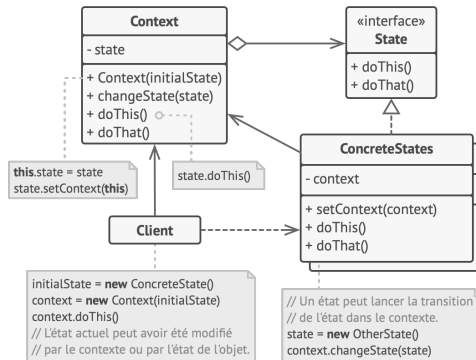 Context
- state
+ Context(initialState)
+ changeState(state)
+ doThis()
+ doThat()
«interface»
State
+ doThis()
+ doThat()
this.state = state
state.setContext(this)
state.doThis()
ConcreteStates
- context
+ setContext(context)
+ doThis()
+ doThat()
Client
initialState = new ConcreteState()
context = new Context(initialState)
context.doThis()
// L'état actuel peut avoir été modifié
// par le contexte ou par l'état de l'objet.
// Un état peut lancer la transition
// de l'état dans le contexte.
state = new OtherState()
context.changeState(state)